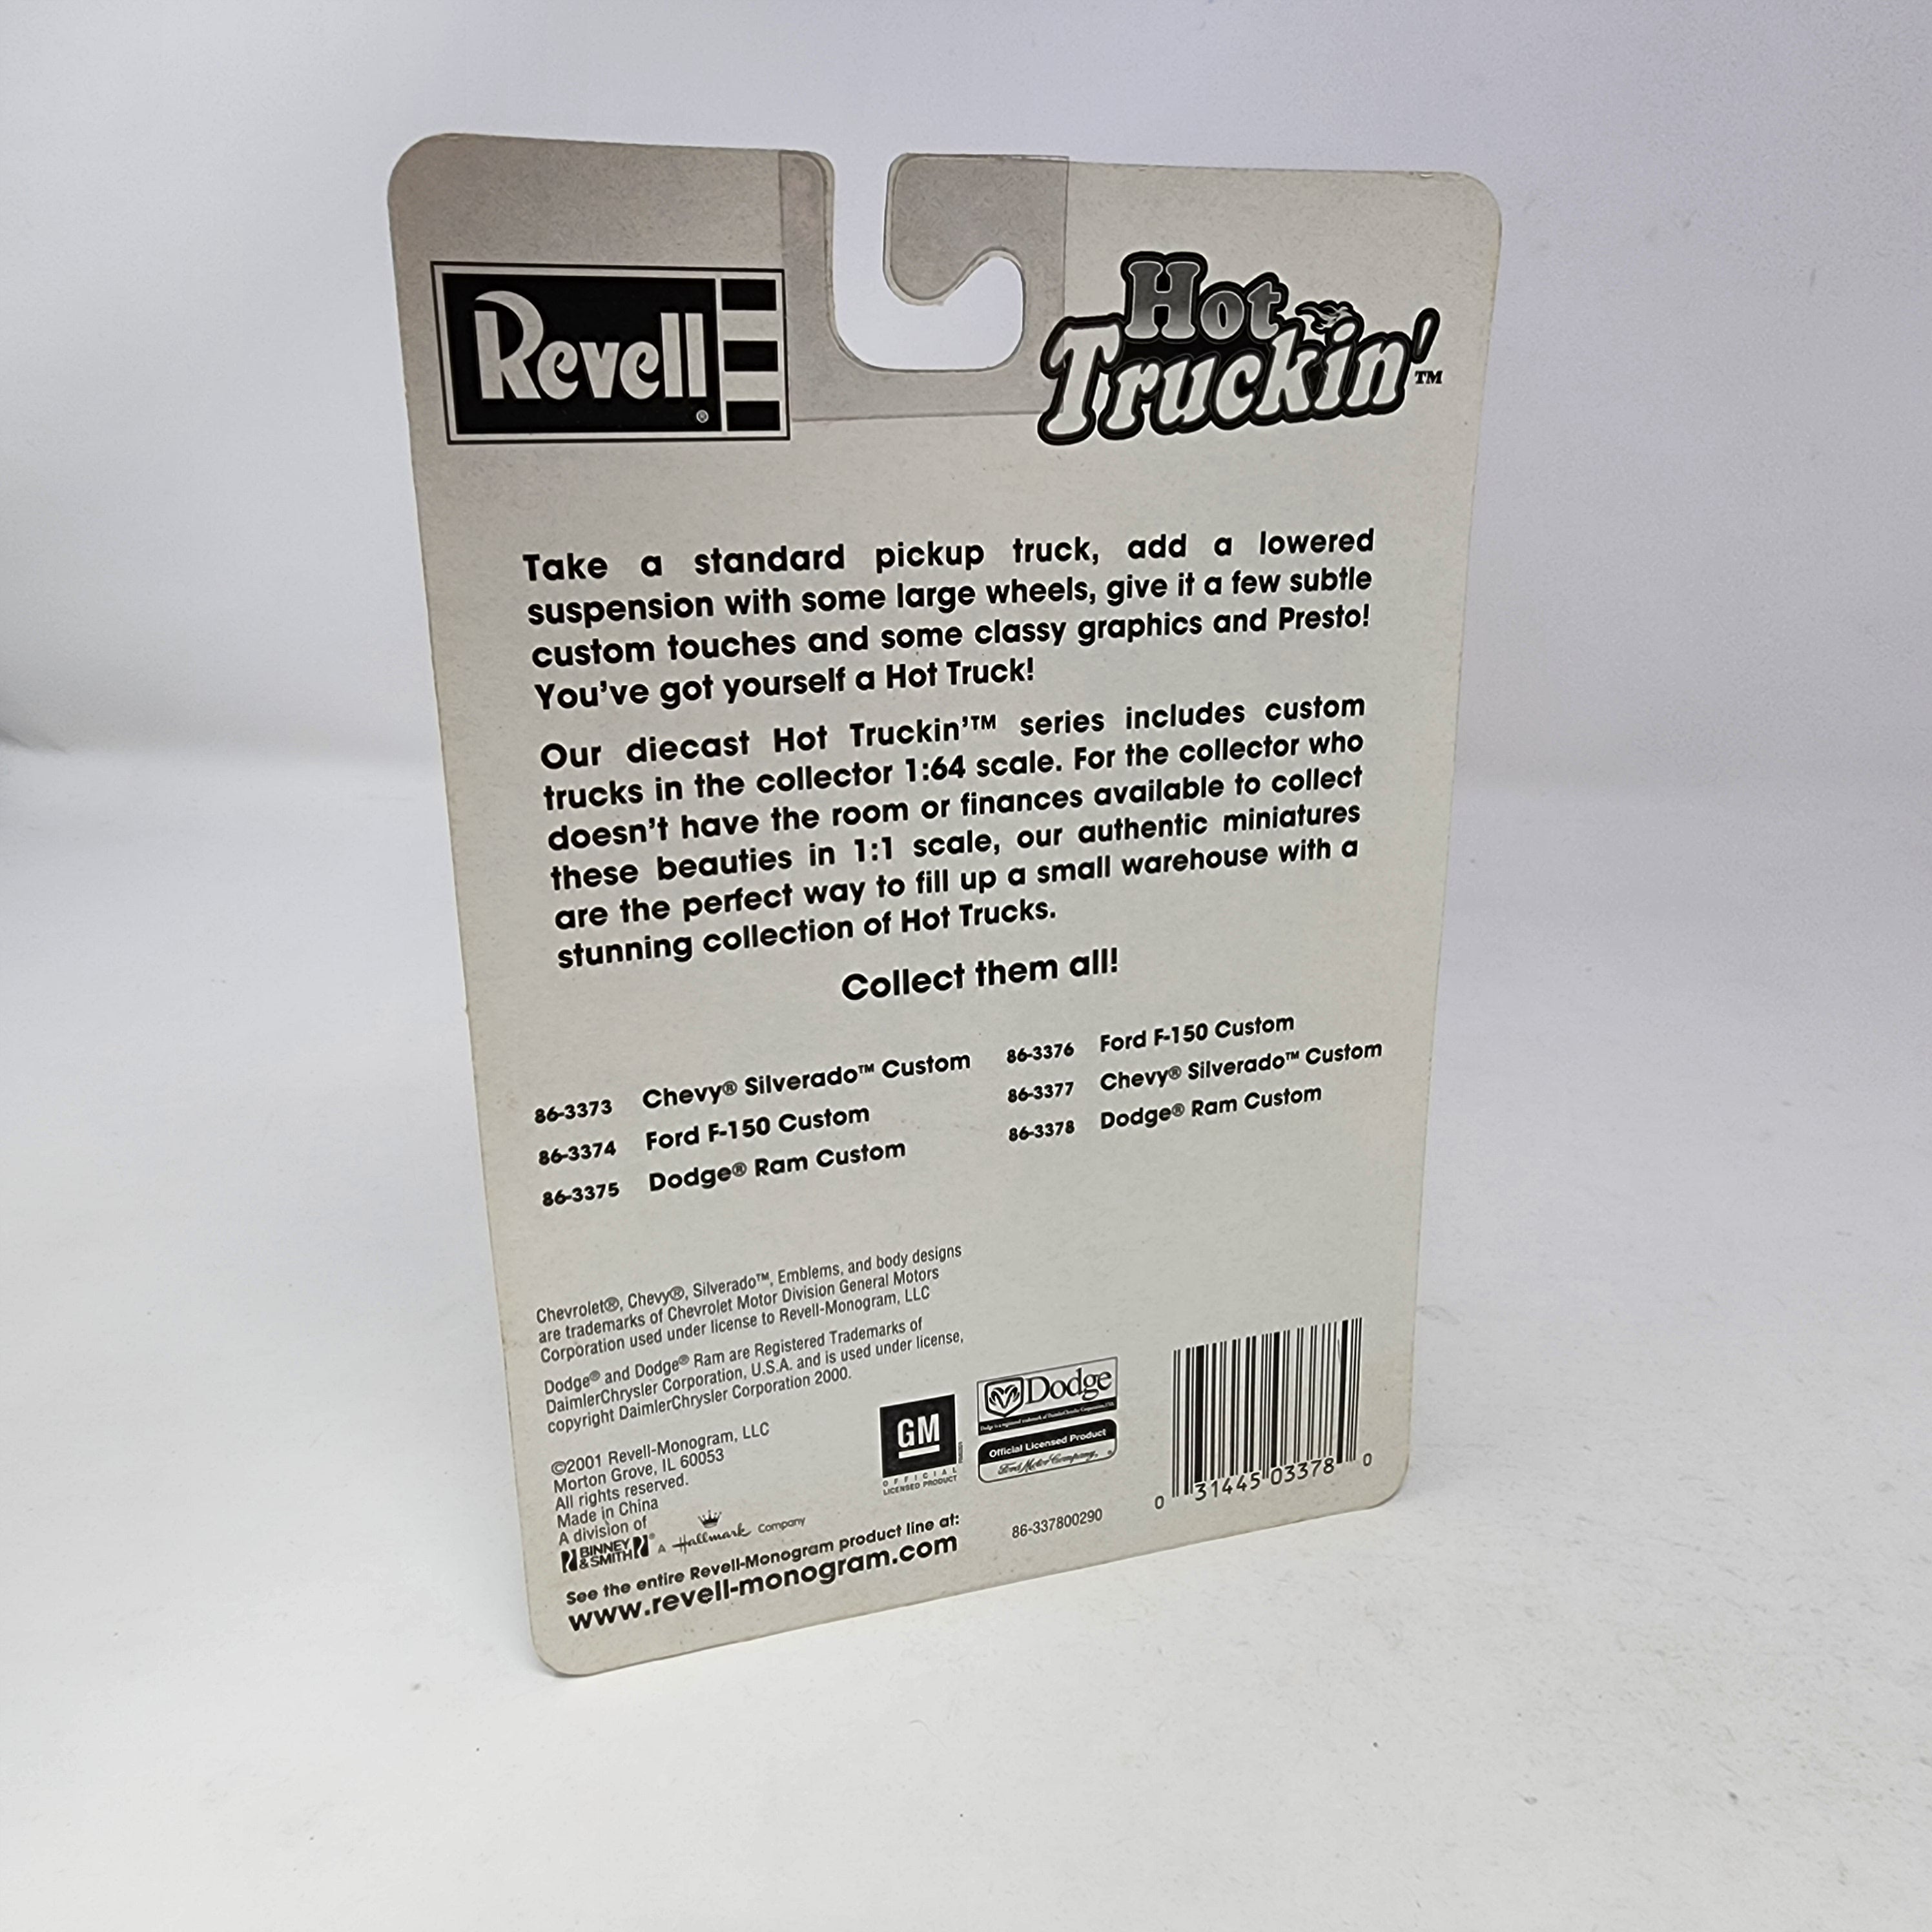 Revell®
Hot
Truckin'™
Take a standard pickup truck, add a lowered
suspension with some large wheels, give it a few subtle
custom touches and some classy graphics and Presto!
You've got yourself a Hot Truck!
Our diecast Hot Truckin'™ series includes custom
trucks in the collector 1:64 scale. For the collector who
doesn't have the room or finances available to collect
these beauties in 1:1 scale, our authentic miniatures
are the perfect way to fill up a small warehouse with a
stunning collection of Hot Trucks.
Collect them all!
86-3373 Chevy® Silverado™ Custom
86-3374 Ford F-150 Custom
86-3375 Dodge® Ram Custom
86-3376 Ford F-150 Custom
86-3377 Chevy® Silverado™ Custom
86-3378 Dodge® Ram Custom
Chevrolet®, Chevy®, Silverado™, Emblems, and body designs
are trademarks of Chevrolet Motor Division General Motors
Corporation used under license to Revell-Monogram, LLC
Dodge® and Dodge® Ram are Registered Trademarks of
DaimlerChrysler Corporation, U.S.A. and is used under license,
copyright DaimlerChrysler Corporation 2000.
©2001 Revell-Monogram, LLC
Morton Grove, IL 60053
All rights reserved.
Made in China
A division of
BINNEY & SMITH® A Hallmark Company
See the entire Revell-Monogram product line at:
www.revell-monogram.com
GM
OFFICIAL
LICENSED PRODUCT
Dodge
Official Licensed Product
Ford Motor Company
86-337800290
0 31445 03378 0